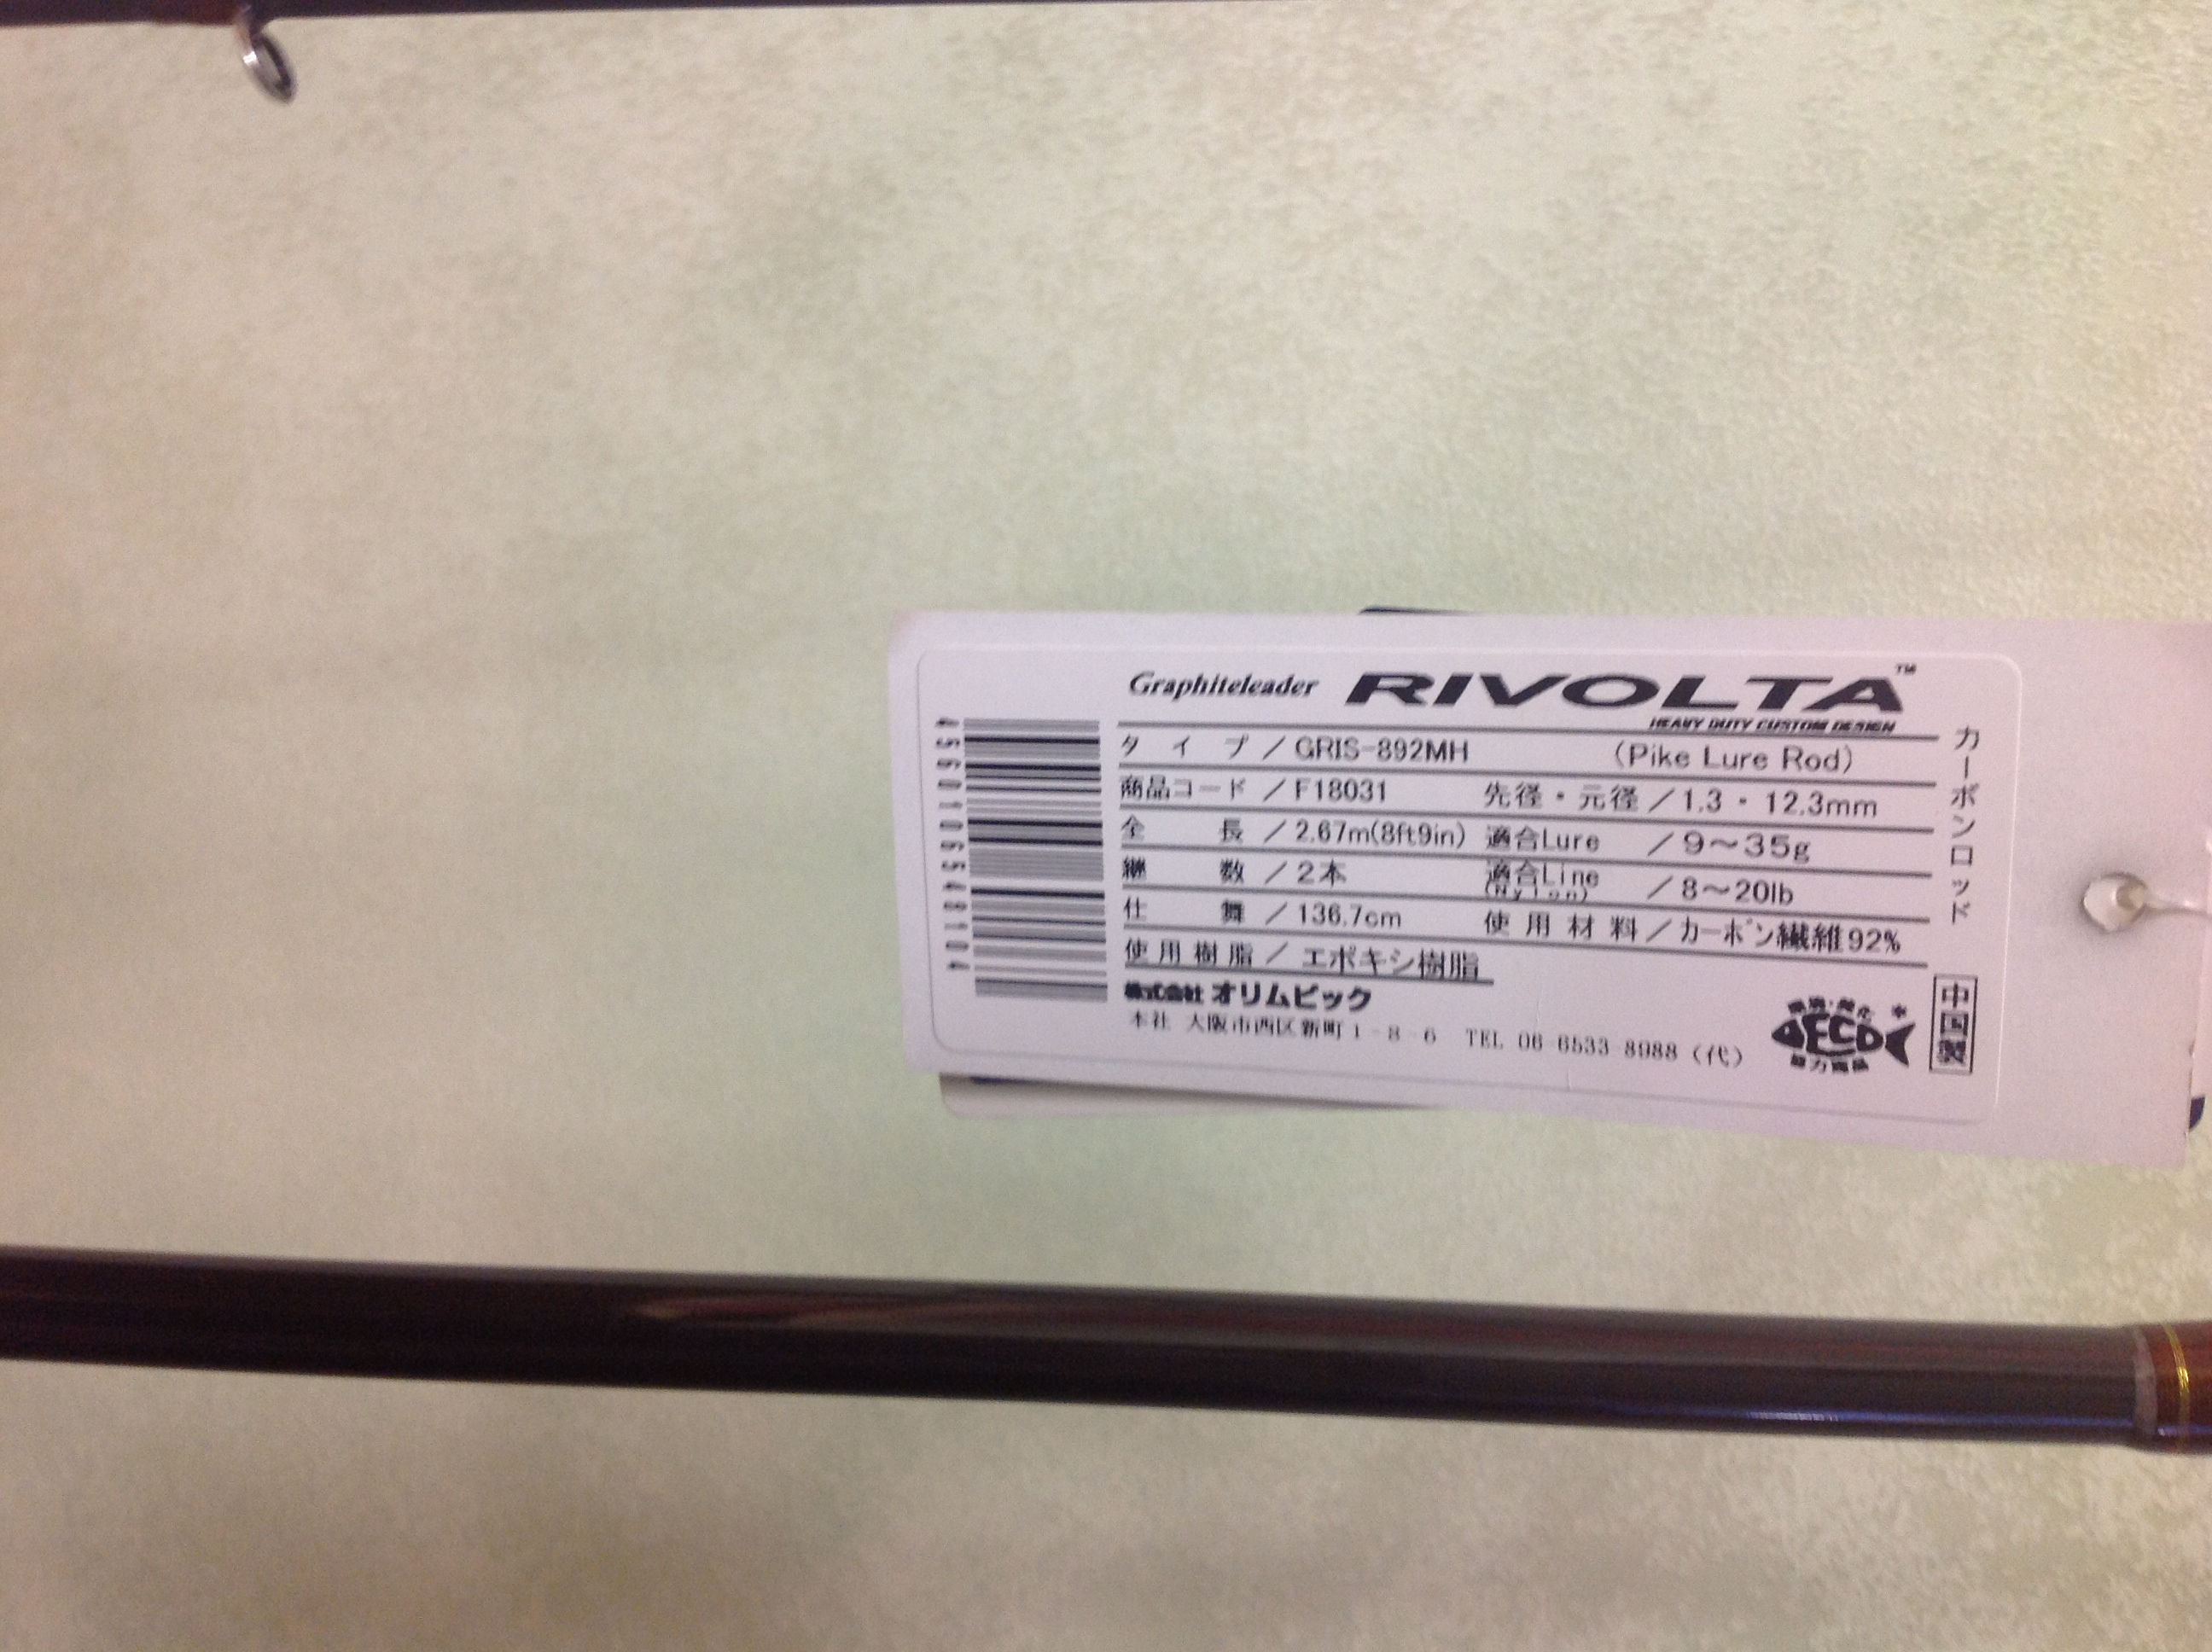 Graphiteleader RIVOLTA™
HEAVY DUTY CUSTOM DESIGN
タイプ/GRIS-892MH (Pike Lure Rod)
商品コード/F18031 先径・元径/1.3・12.3mm
全長/2.67m(8ft9in) 適合Lure/9~35g
継数/2本 適合Line(Nylon)/8~20lb
仕舞/136.7cm 使用材料/カーボン繊維92%
使用樹脂/エポキシ樹脂
株式会社オリムピック
本社 大阪市西区新町1-8-6 TEL 06-6533-8988(代)
カーボンロッド
中国製
ECO
協力商品